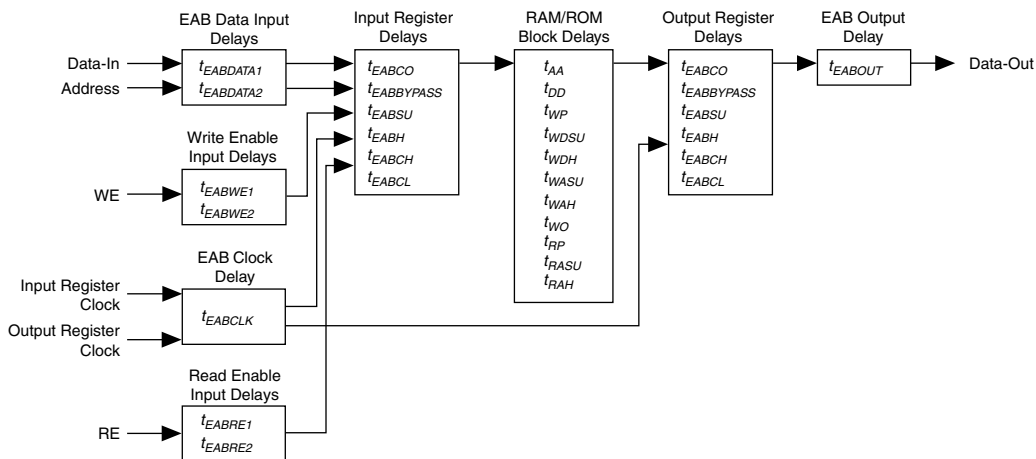 EAB Data Input
Delays
Input Register
Delays
RAM/ROM
Block Delays
Output Register
Delays
EAB Output
Delay
Data-In
Address
tEABDATA1
tEABDATA2
tEABCO
tEABBYPASS
tEABSU
tEABH
tEABCH
tEABCL
tAA
tDD
tWP
tWDSU
tWDH
tWASU
tWAH
tWO
tRP
tRASU
tRAH
tEABCO
tEABBYPASS
tEABSU
tEABH
tEABCH
tEABCL
tEABOUT
Data-Out
Write Enable
Input Delays
WE
tEABWE1
tEABWE2
EAB Clock
Delay
Input Register
Clock
Output Register
Clock
tEABCLK
Read Enable
Input Delays
RE
tEABRE1
tEABRE2